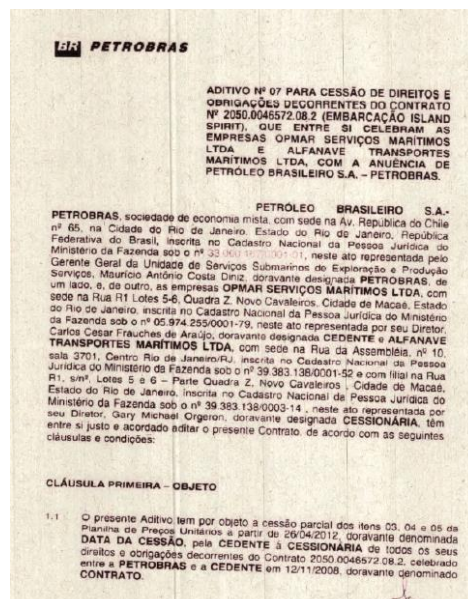 BR PETROBRAS
ADITIVO Nº 07 PARA CESSÃO DE DIREITOS E
OBRIGAÇÕES DECORRENTES DO CONTRATO
Nº 2050.0046572.08.2 (EMBARCAÇÃO ISLAND
SPIRIT), QUE ENTRE SI CELEBRAM AS
EMPRESAS OPMAR SERVIÇOS MARÍTIMOS
LTDA E ALFANAVE TRANSPORTES
MARÍTIMOS LTDA, COM A ANUÊNCIA DE
PETRÓLEO BRASILEIRO S.A. – PETROBRAS.
PETRÓLEO BRASILEIRO S.A.-
PETROBRAS, sociedade de economia mista, com sede na Av. República do Chile
nº 65, na Cidade do Rio de Janeiro, Estado do Rio de Janeiro, República
Federativa do Brasil, inscrita no Cadastro Nacional da Pessoa Jurídica do
Ministério da Fazenda sob o nº neste ato representada pelo
Gerente Geral da Unidade de Serviços Submarinos de Exploração e Produção
Serviços, Maurício Antônio Costa Diniz, doravante designada PETROBRAS, de
um lado, e, de outro, as empresas OPMAR SERVIÇOS MARÍTIMOS LTDA, com
sede na Rua R1 Lotes 5-6, Quadra Z, Novo Cavaleiros, Cidade de Macaé, Estado
do Rio de Janeiro, inscrita no Cadastro Nacional da Pessoa Jurídica do Ministério
da Fazenda sob o nº 05.974.255/0001-79, neste ato representada por seu Diretor,
Carlos Cesar Frauches de Araújo, doravante designada CEDENTE e ALFANAVE
TRANSPORTES MARÍTIMOS LTDA, com sede na Rua da Assembléia, nº 10,
sala 3701, Centro Rio de Janeiro/RJ, inscrita no Cadastro Nacional da Pessoa
Jurídica do Ministério da Fazenda sob o nº 39.383.138/0001-52 e com filial na Rua
R1, s/nº, Lotes 5 e 6 – Parte Quadra Z, Novo Cavaleiros , Cidade de Macaé,
Estado do Rio de Janeiro, inscrita no Cadastro Nacional de Pessoa Jurídica do
Ministério da Fazenda sob o nº 39.383.138/0003-14 , neste ato representada por
seu Diretor, Gary Michael Orgeron, doravante designada CESSIONÁRIA, têm
entre si justo e acordado aditar o presente Contrato, de acordo com as seguintes
cláusulas e condições:
CLÁUSULA PRIMEIRA – OBJETO
1.1 O presente Aditivo tem por objeto a cessão parcial dos itens 03, 04 e 05 da
Planilha de Preços Unitários a partir de 26/04/2012, doravante denominada
DATA DA CESSÃO, pela CEDENTE à CESSIONÁRIA de todos os seus
direitos e obrigações decorrentes do Contrato 2050.0046572.08.2, celebrado
entre a PETROBRAS e a CEDENTE em 12/11/2008, doravante denominado
CONTRATO.